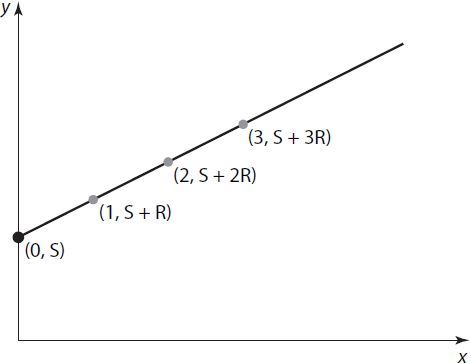 y
(3, S + 3R)
(2, S + 2R)
(1, S + R)
(0, S)
x